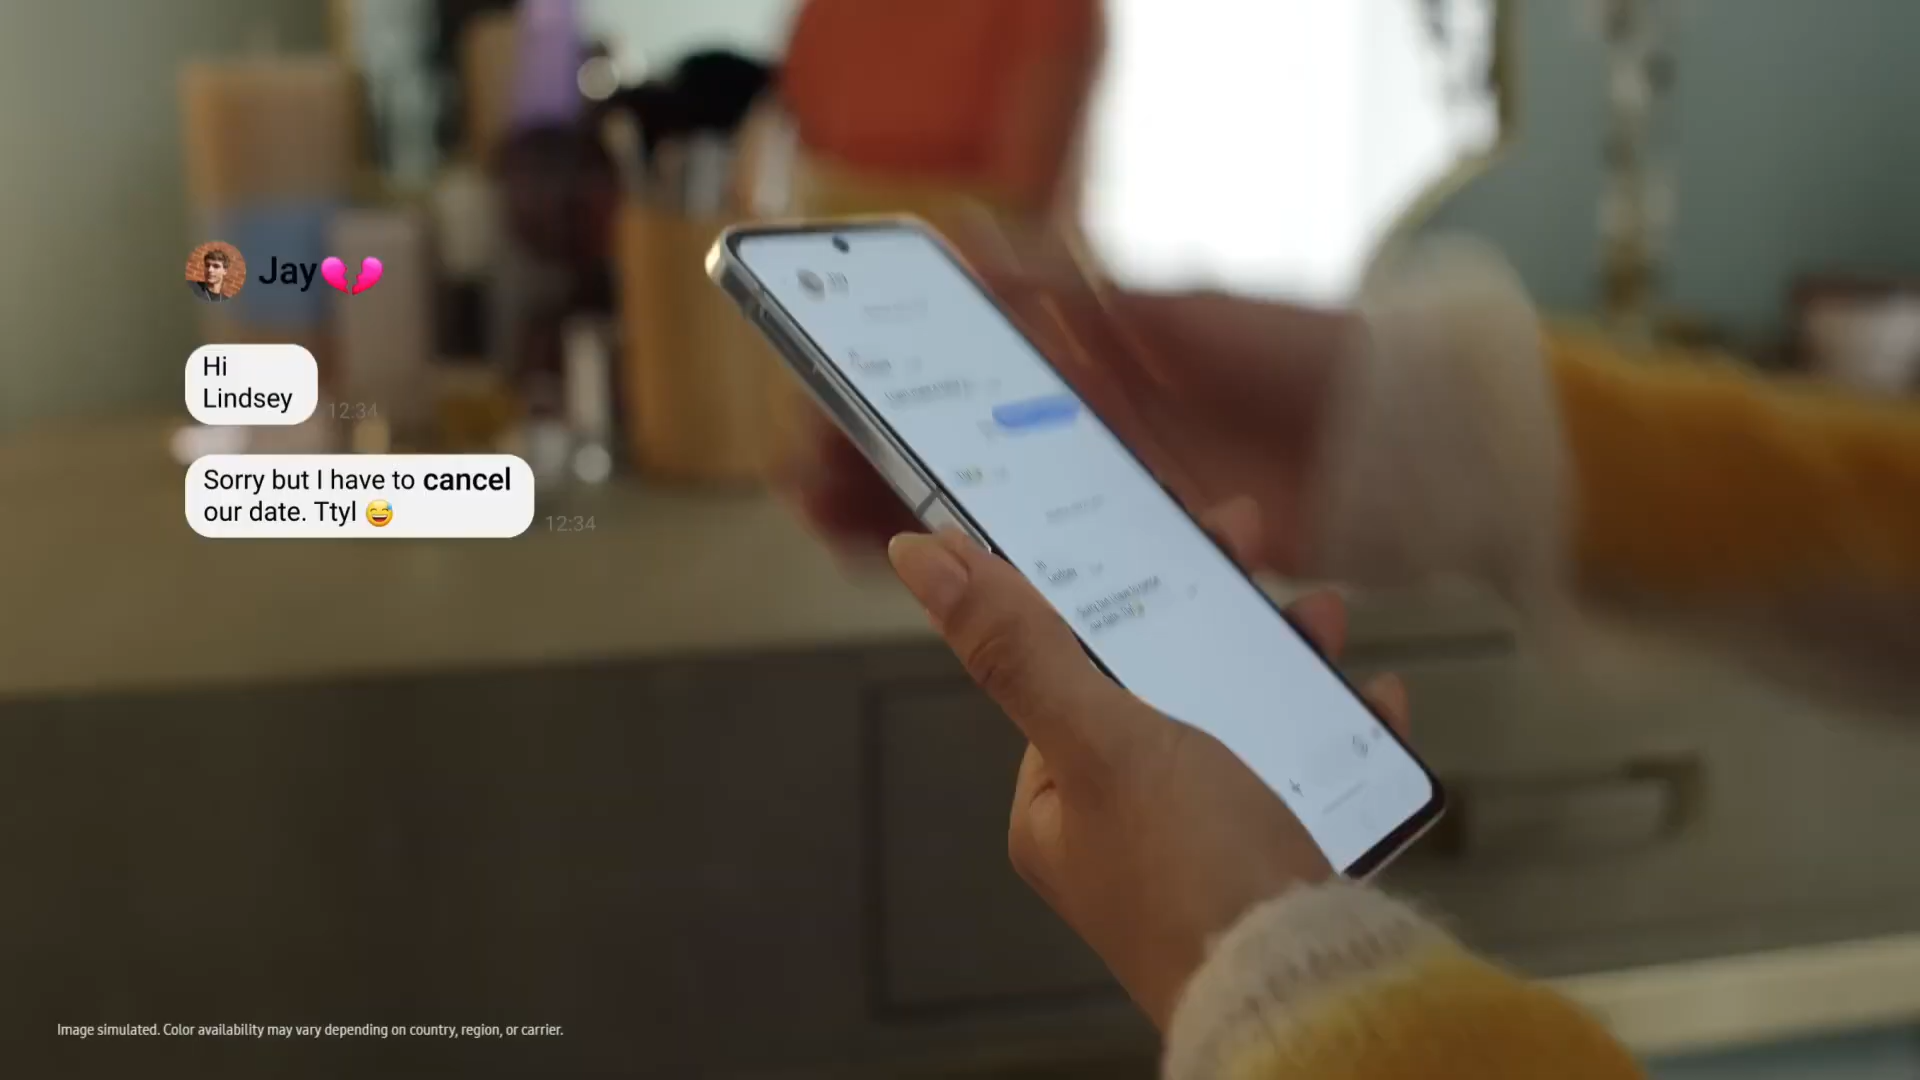 Jay💔
Hi
Lindsey
12:34
Sorry but I have to cancel
our date. Ttyl 😅
12:34
Image simulated. Color availability may vary depending on country, region, or carrier.